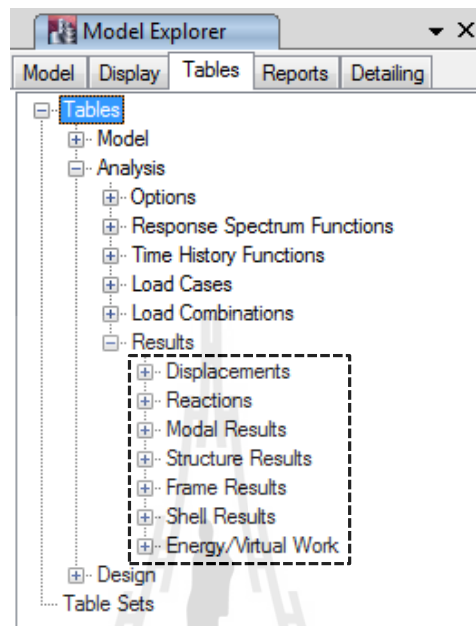 Model Explorer
Model Display Tables Reports Detailing
Tables
Model
Analysis
Options
Response Spectrum Functions
Time History Functions
Load Cases
Load Combinations
Results
Displacements
Reactions
Modal Results
Structure Results
Frame Results
Shell Results
Energy/Virtual Work
Design
Table Sets